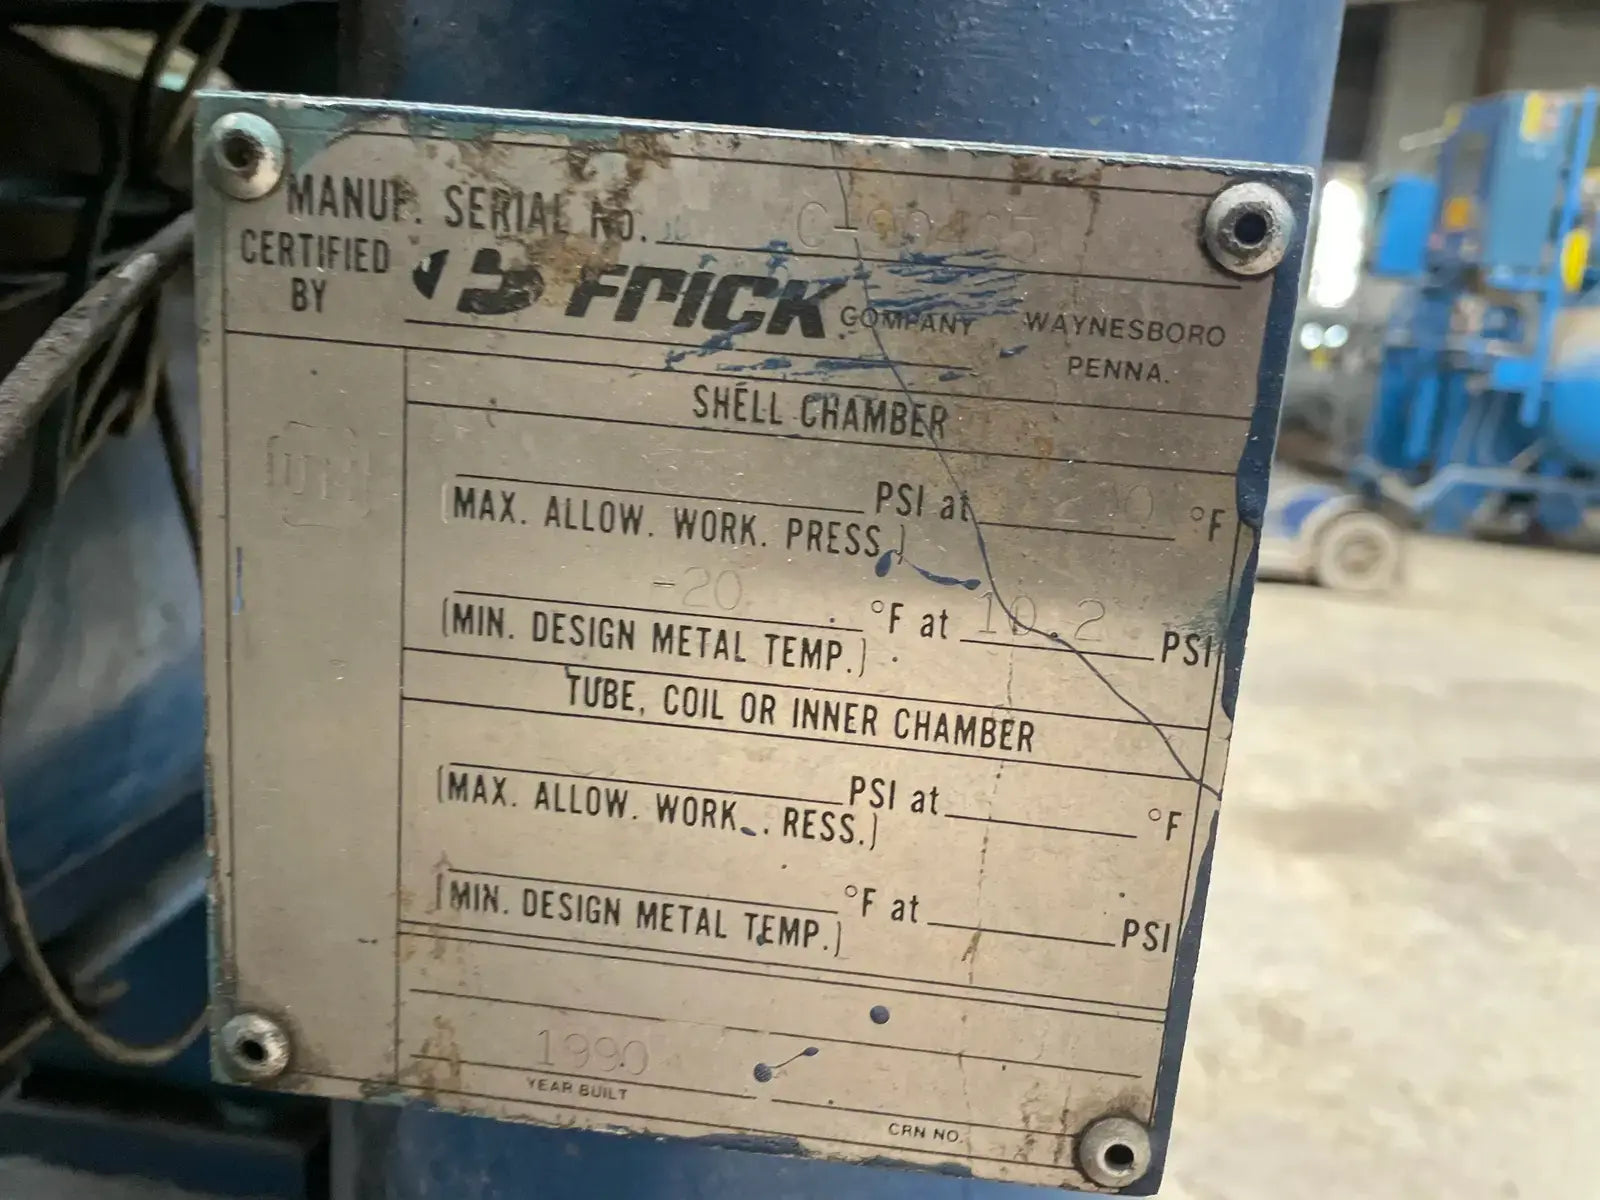 MANUF. SERIAL NO.
CERTIFIED BY FRICK COMPANY WAYNESBORO PENNA.
SHELL CHAMBER
PSI at °F
(MAX. ALLOW. WORK. PRESS.)
-20 °F at 10.2 PSI
(MIN. DESIGN METAL TEMP.)
TUBE, COIL OR INNER CHAMBER
PSI at °F
(MAX. ALLOW. WORK. RESS.)
°F at PSI
(MIN. DESIGN METAL TEMP.)
1990
YEAR BUILT
CRN NO.